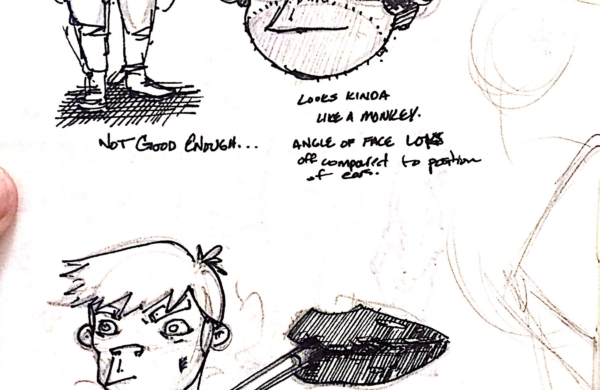 LOOKS KINDA
LIKE A MONKEY.
NOT GOOD ENOUGH...
ANGLE OF FACE LOOKS
off compared to position
of ears.